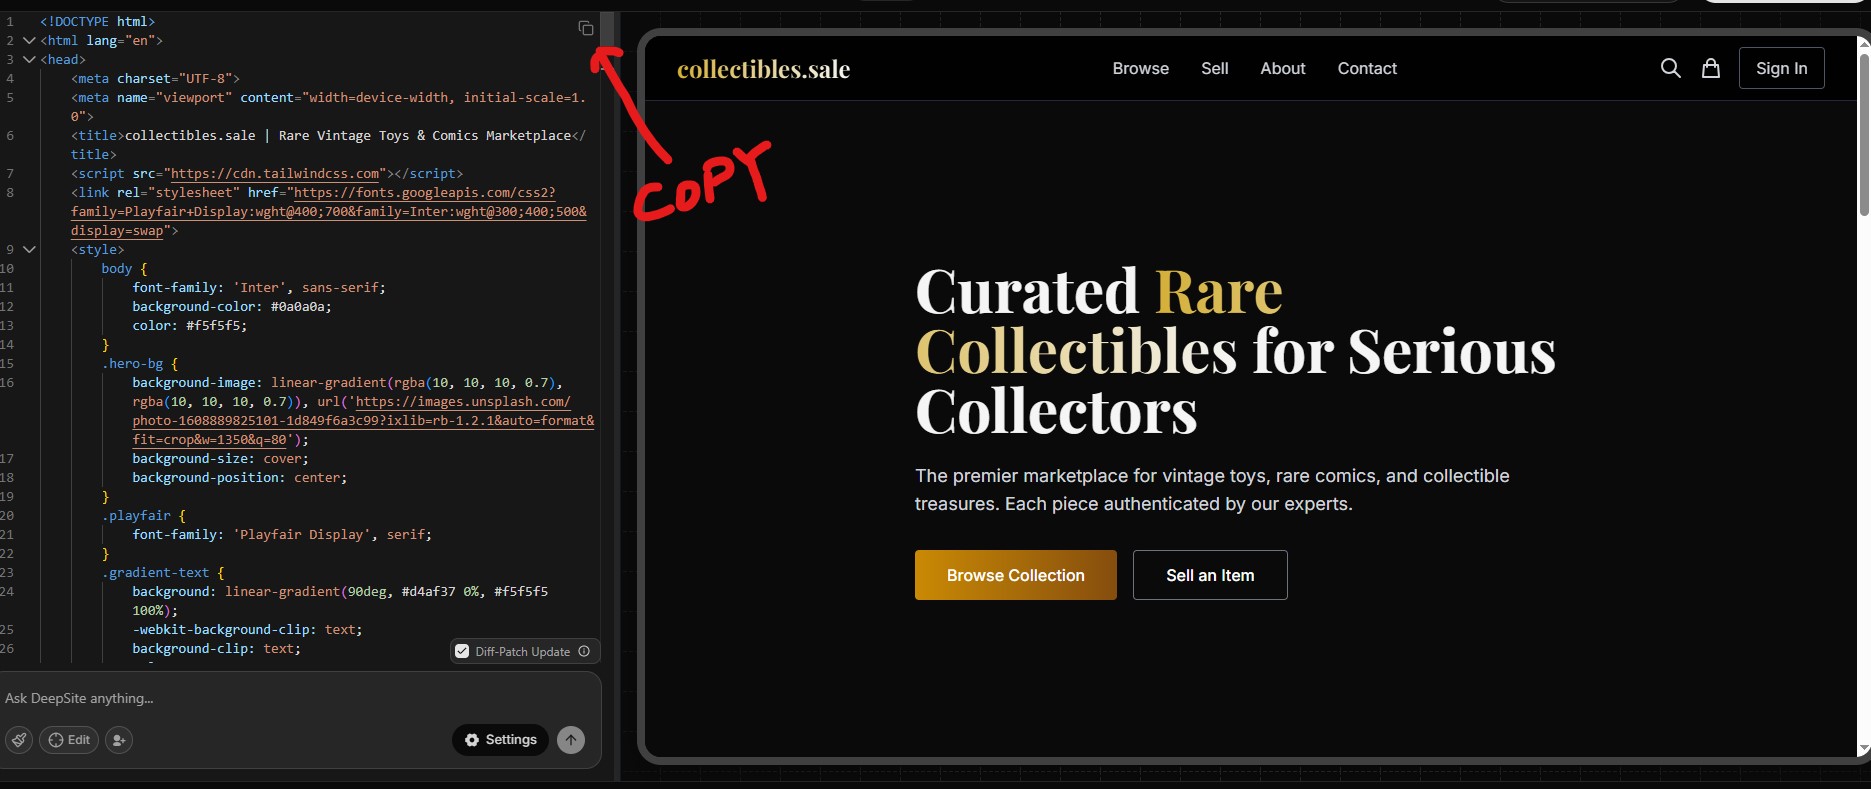 1 <!DOCTYPE html>
2 <html lang="en">
3 <head>
4 <meta charset="UTF-8">
5 <meta name="viewport" content="width=device-width, initial-scale=1.
0">
6 <title>collectibles.sale | Rare Vintage Toys & Comics Marketplace</
title>
7 <script src="https://cdn.tailwindcss.com"></script>
8 <link rel="stylesheet" href="https://fonts.googleapis.com/css2?
family=Playfair+Display:wght@400;700&family=Inter:wght@300;400;500&
display=swap">
9 <style>
10 body {
11 font-family: 'Inter', sans-serif;
12 background-color: #0a0a0a;
13 color: #f5f5f5;
14 }
15 .hero-bg {
16 background-image: linear-gradient(rgba(10, 10, 10, 0.7),
rgba(10, 10, 10, 0.7)), url('https://images.unsplash.com/
photo-1608889825101-1d849f6a3c99?ixlib=rb-1.2.1&auto=format&
fit=crop&w=1350&q=80');
17 background-size: cover;
18 background-position: center;
19 }
20 .playfair {
21 font-family: 'Playfair Display', serif;
22 }
23 .gradient-text {
24 background: linear-gradient(90deg, #d4af37 0%, #f5f5f5
100%);
25 -webkit-background-clip: text;
26 background-clip: text;
Diff-Patch Update
Ask DeepSite anything...
Edit
Settings
COPY
collectibles.sale
Browse Sell About Contact
Sign In
Curated Rare
Collectibles for Serious
Collectors
The premier marketplace for vintage toys, rare comics, and collectible
treasures. Each piece authenticated by our experts.
Browse Collection
Sell an Item